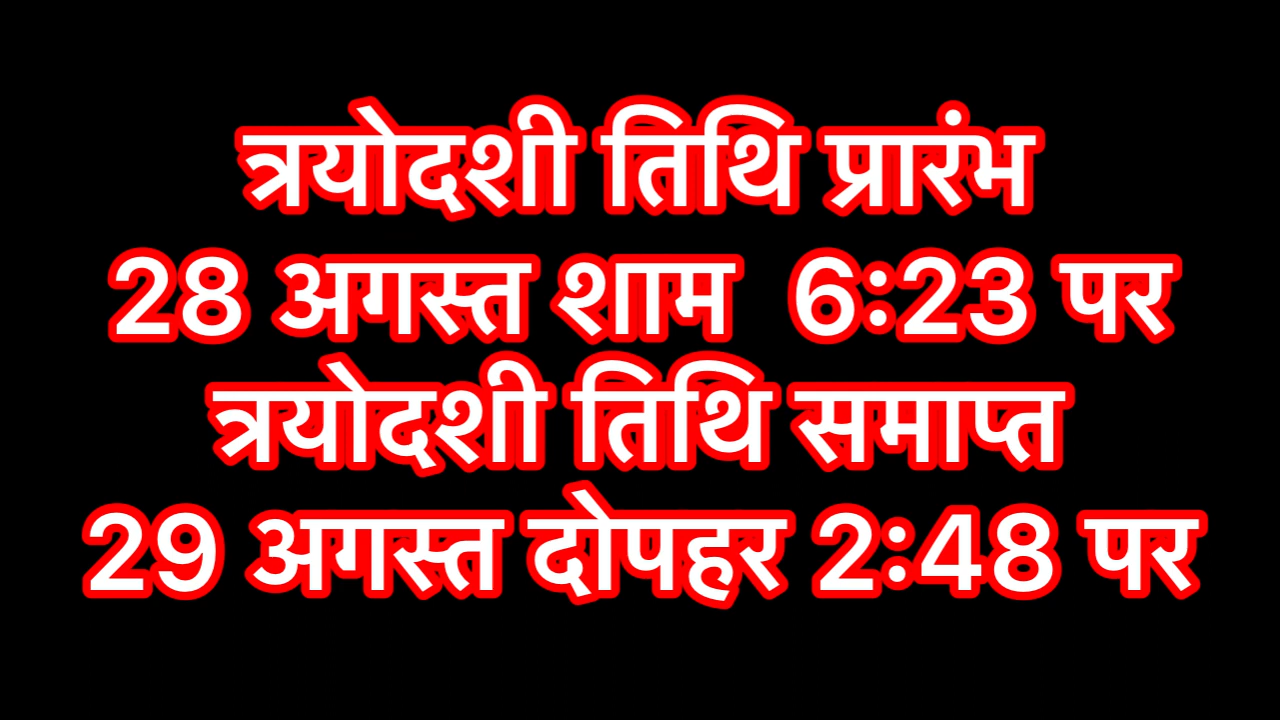 त्रयोदशी तिथि प्रारंभ
28 अगस्त शाम 6:23 पर
त्रयोदशी तिथि समाप्त
29 अगस्त दोपहर 2:48 पर